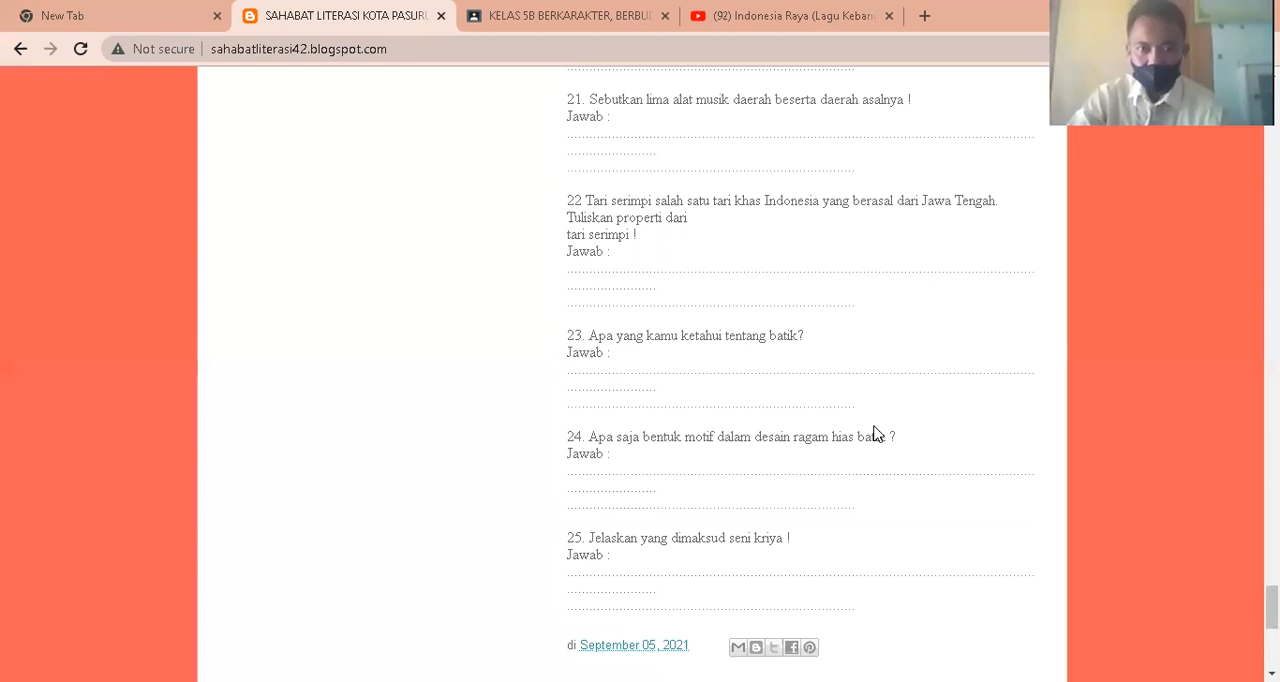 New Tab
SAHABAT LITERASI KOTA PASURU
KELAS 5B BERKARAKTER, BERBUD
(92) Indonesia Raya (Lagu Keban
Not secure
sahabatliterasi42.blogspot.com
21. Sebutkan lima alat musik daerah beserta daerah asalnya !
Jawab :
22 Tari serimpi salah satu tari khas Indonesia yang berasal dari Jawa Tengah.
Tuliskan properti dari
tari serimpi !
Jawab :
23. Apa yang kamu ketahui tentang batik?
Jawab :
24. Apa saja bentuk motif dalam desain ragam hias ?
Jawab :
25. Jelaskan yang dimaksud seni kriya !
Jawab :
di September 05, 2021